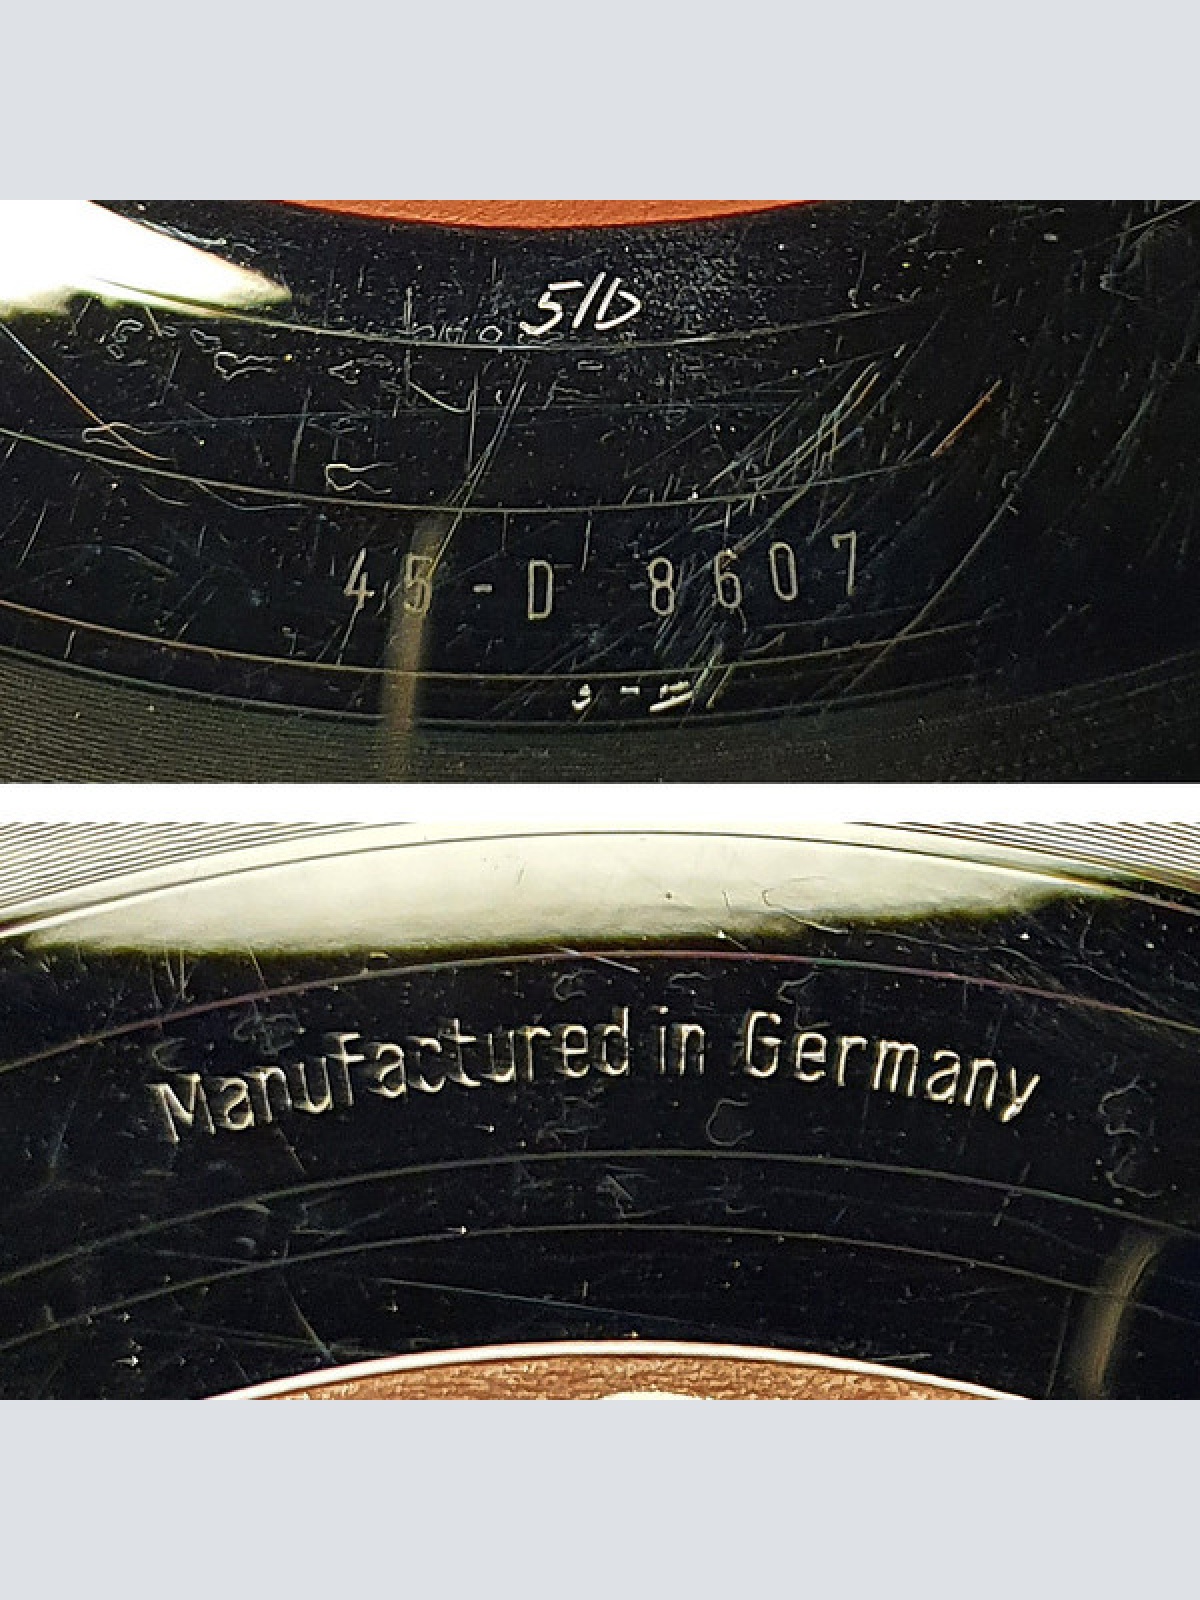 5/b
45-D 8607
Manufactured in Germany